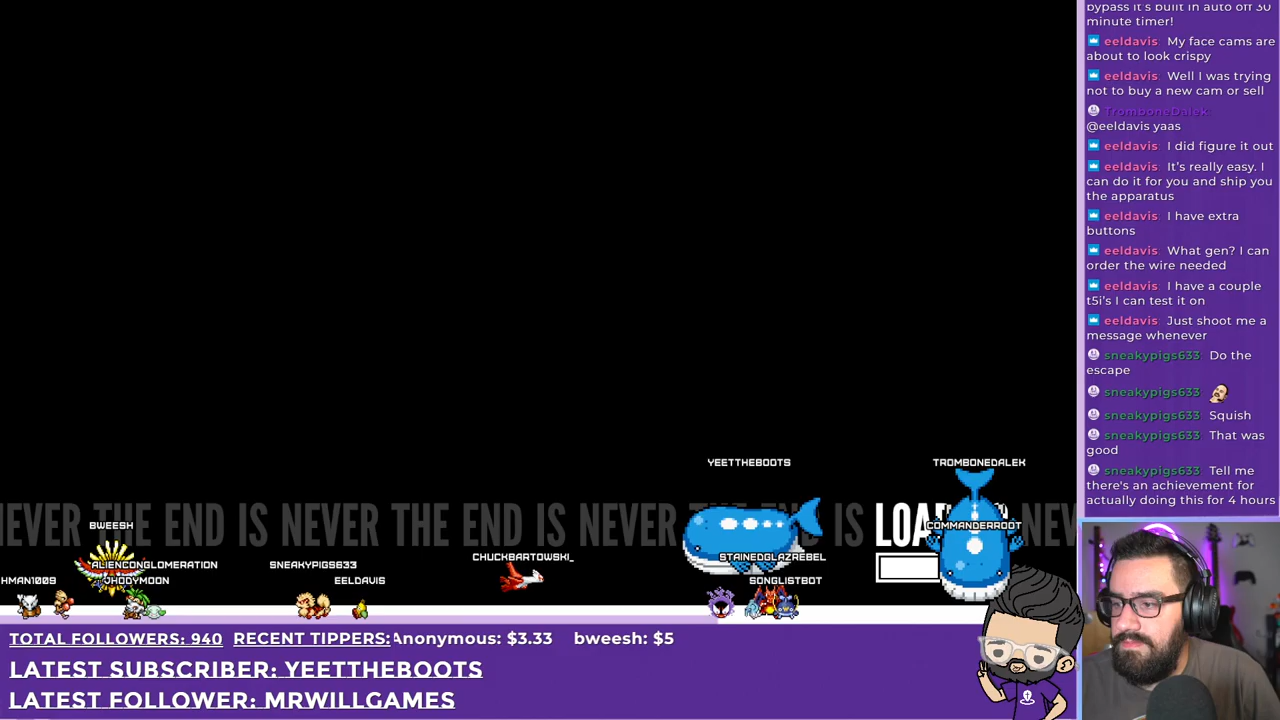 bypass it's built in auto off 30
minute timer!
eeldavis: My face cams are
about to look crispy
eeldavis: Well I was trying
not to buy a new cam or sell
TromboneDalek:
@eeldavis yaas
eeldavis: I did figure it out
eeldavis: It's really easy. I
can do it for you and ship you
the apparatus
eeldavis: I have extra
buttons
eeldavis: What gen? I can
order the wire needed
eeldavis: I have a couple
t5i's I can test it on
eeldavis: Just shoot me a
message whenever
sneakypigs633: Do the
escape
sneakypigs633:
sneakypigs633: Squish
sneakypigs633: That was
good
sneakypigs633: Tell me
there's an achievement for
actually doing this for 4 hours
YEETTHEBOOTS
TROMBONEDALEK
NEVER THE END IS NEVER THE END IS NEVER THE END IS
BWEESH
COMMANDERROOT
CHUCKBARTOWSKI_
STAINEDGLAZREBEL
ALIENCONGLOMERATION
SNEAKYPIGS633
HMAN1009
JHODYMOON
EELDAVIS
SONGLISTBOT
TOTAL FOLLOWERS: 940 RECENT TIPPERS: Anonymous: $3.33 bweesh: $5
LATEST SUBSCRIBER: YEETTHEBOOTS
LATEST FOLLOWER: MRWILLGAMES